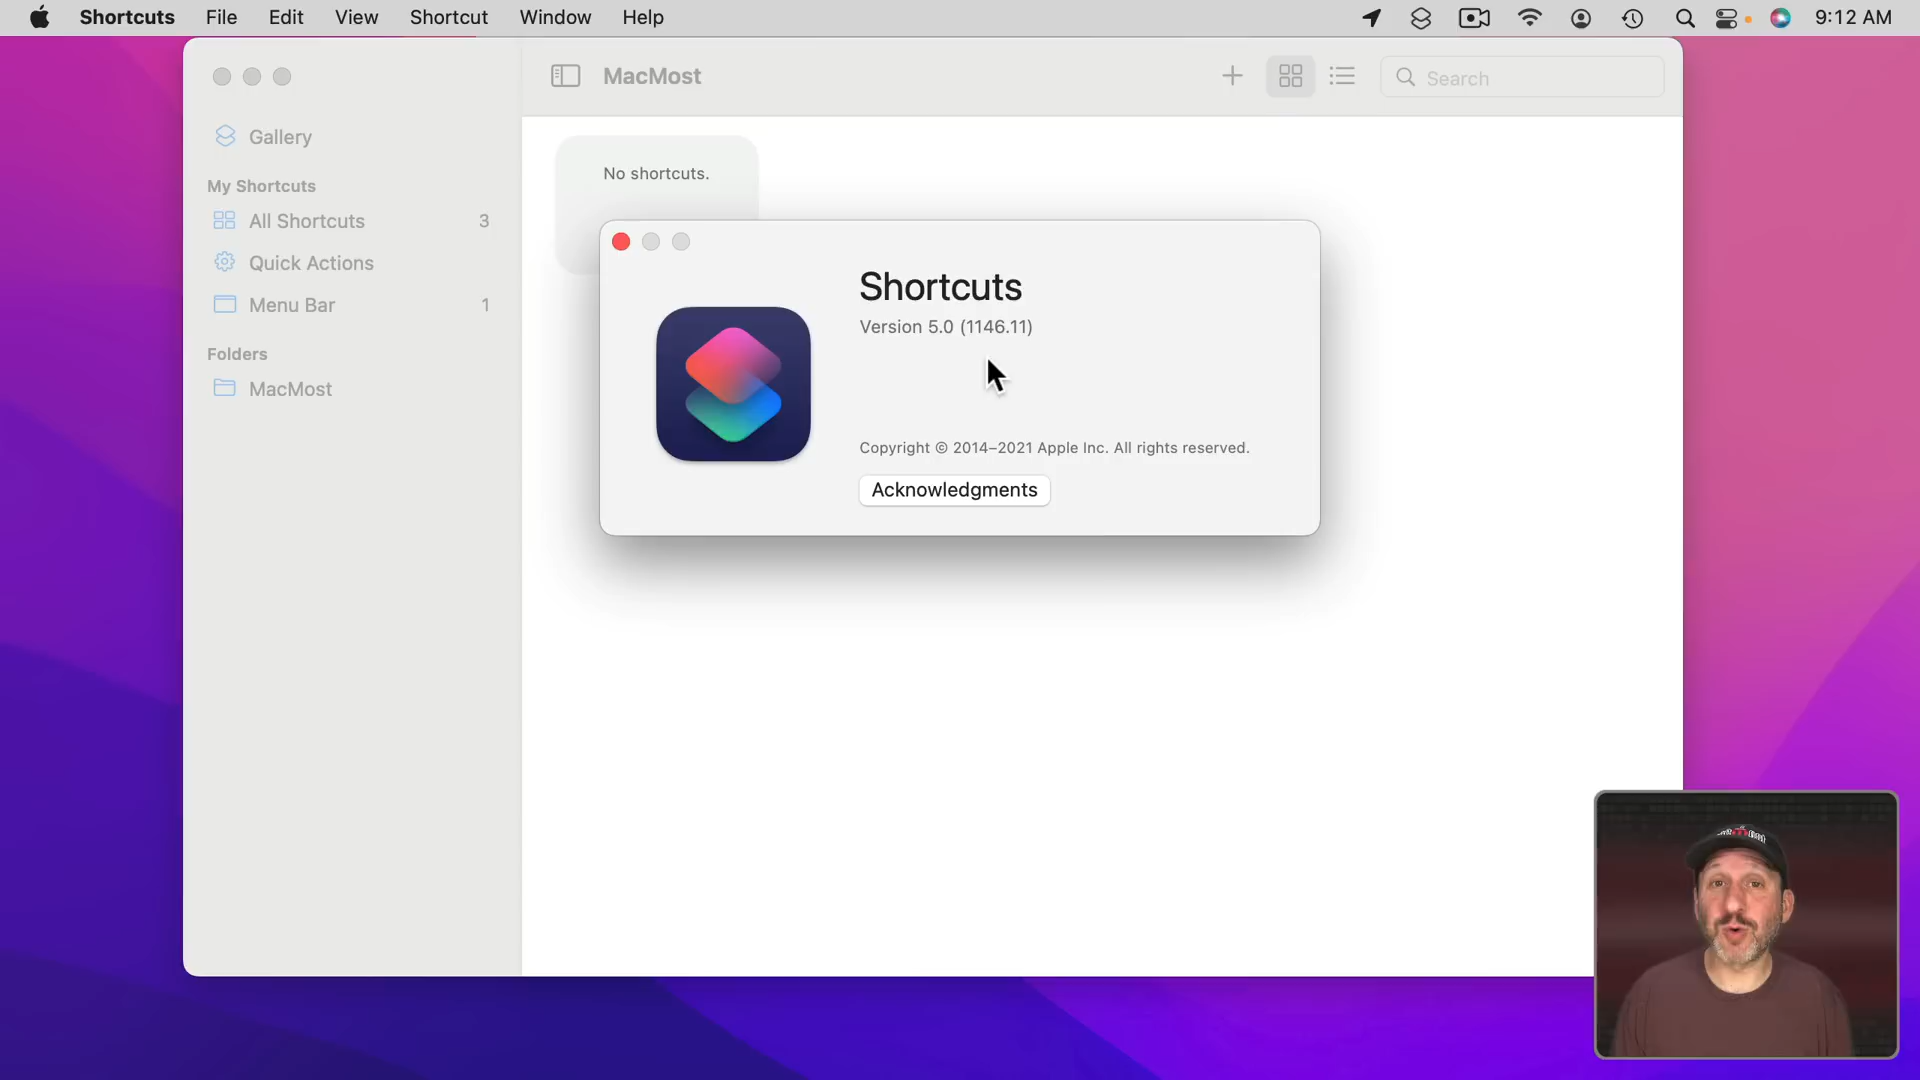 Shortcuts File Edit View Shortcut Window Help 9:12 AM
MacMost
Search
Gallery
My Shortcuts
All Shortcuts 3
Quick Actions
Menu Bar 1
Folders
MacMost
No shortcuts.
Shortcuts
Version 5.0 (1146.11)
Copyright © 2014–2021 Apple Inc. All rights reserved.
Acknowledgments